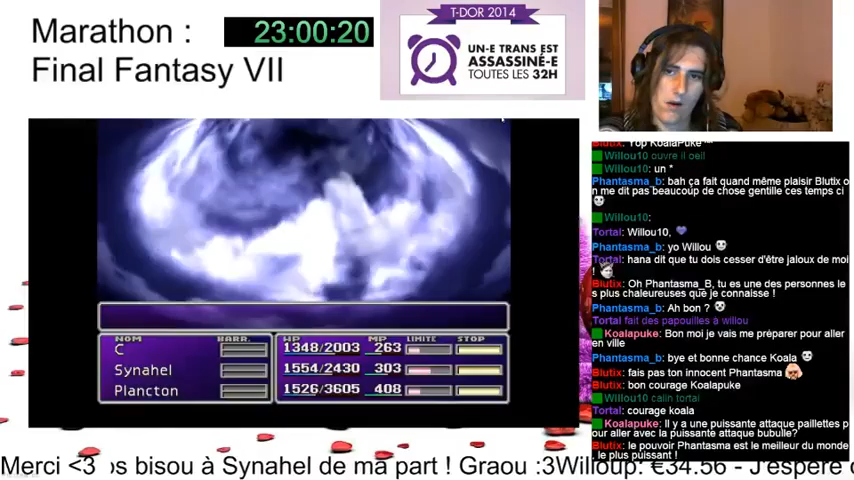 Marathon :
Final Fantasy VII
23:00:20
T-DOR 2014
UN-E TRANS EST
ASSASSINÉ-E
TOUTES LES 32H
NOM BARR. HP MP LIMITE STOP
C 1348/2003 263
Synahel 1554/2430 303
Plancton 1526/3605 408
Blutix: Yop KoalaPuke ^^
Willou10 ouvre il oeil
Willou10: un *
Phantasma_b: bah ça fait quand même plaisir Blutix o
n me dit pas beaucoup de chose gentille ces temps ci
Willou10:
Tortal: Willou10,
Phantasma_b: yo Willou
Tortal: hana dit que tu dois cesser d'être jaloux de moi
!
Blutix: Oh Phantasma_B, tu es une des personnes le
s plus chaleureuses que je connaisse !
Phantasma_b: Ah bon ?
Tortal fait des papouilles à willou
Koalapuke: Bon moi je vais me préparer pour aller
en ville
Phantasma_b: bye et bonne chance Koala
Blutix: fais pas ton innocent Phantasma
Blutix: bon courage Koalapuke
Willou10 calin tortal
Tortal: courage koala
Koalapuke: Il y a une puissante attaque paillettes p
our aller avec la puissante attaque bubulle?
Blutix: le pouvoir Phantasma est le meilleur du monde
, le plus puissant !
Merci <3 os bisou à Synahel de ma part ! Graou :3Willoup: €34.56 - J'espère